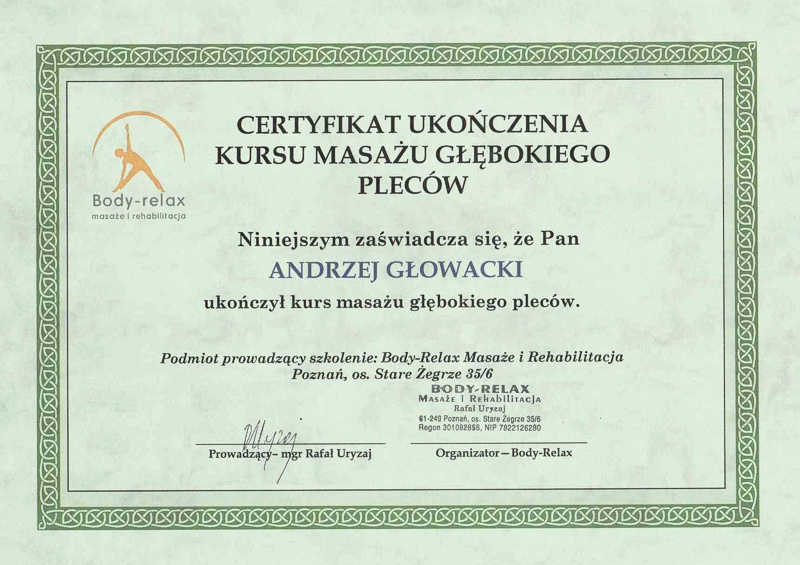 CERTYFIKAT UKOŃCZENIA
KURSU MASAŻU GŁĘBOKIEGO
PLECÓW
Body-relax
masaże i rehabilitacja
Niniejszym zaświadcza się, że Pan
ANDRZEJ GŁOWACKI
ukończył kurs masażu głębokiego pleców.
Podmiot prowadzący szkolenie: Body-Relax Masaże i Rehabilitacja
Poznań, os. Stare Żegrze 35/6
BODY-RELAX
Masaże i Rehabilitacja
Rafał Uryzaj
61-249 Poznań, os. Stare Żegrze 35/6
Regon 301082898, NIP 7822126280
Prowadzący– mgr Rafał Uryzaj
Organizator — Body-Relax